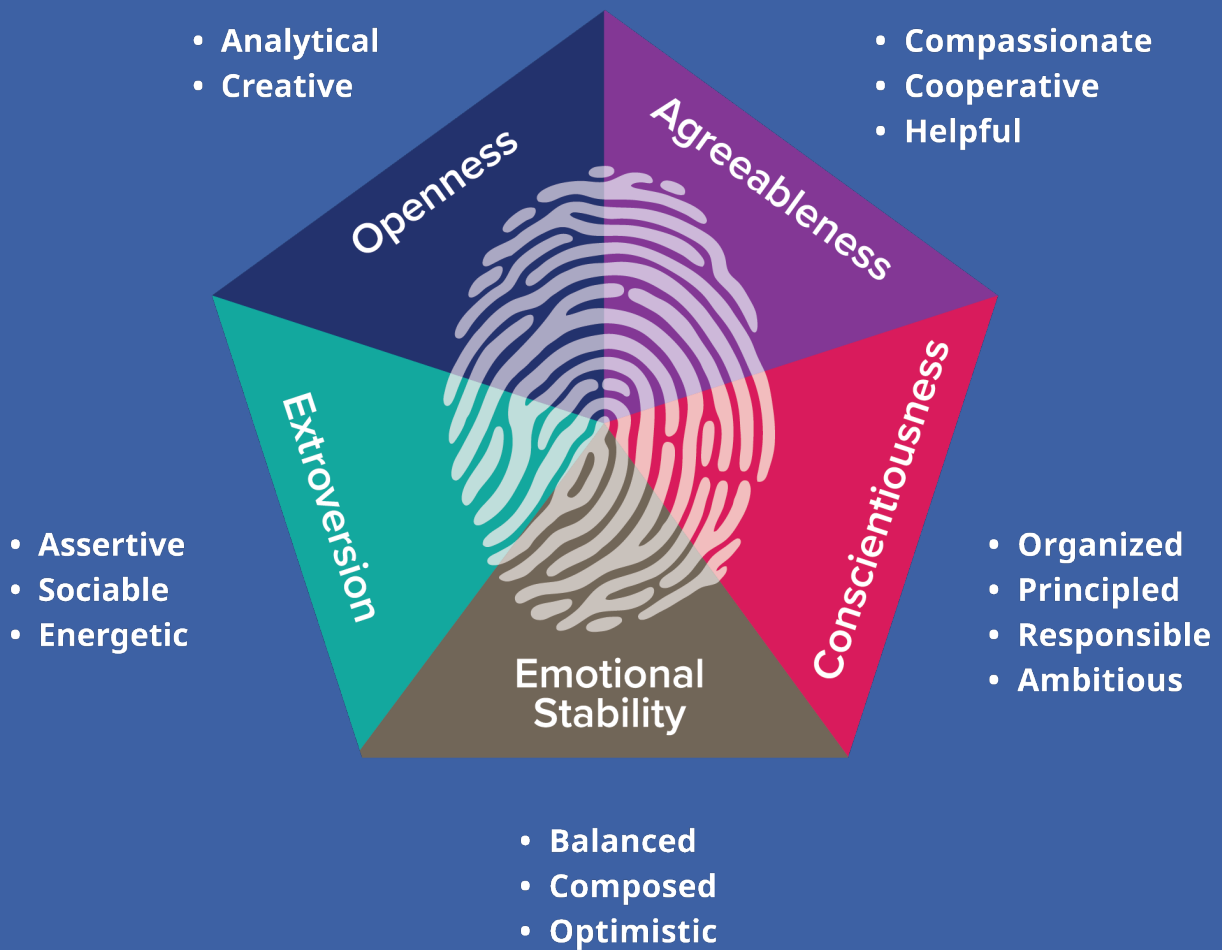 • Analytical
• Creative
• Compassionate
• Cooperative
• Helpful
Openness
Agreeableness
Extroversion
Conscientiousness
• Assertive
• Sociable
• Energetic
• Organized
• Principled
• Responsible
• Ambitious
Emotional
Stability
• Balanced
• Composed
• Optimistic